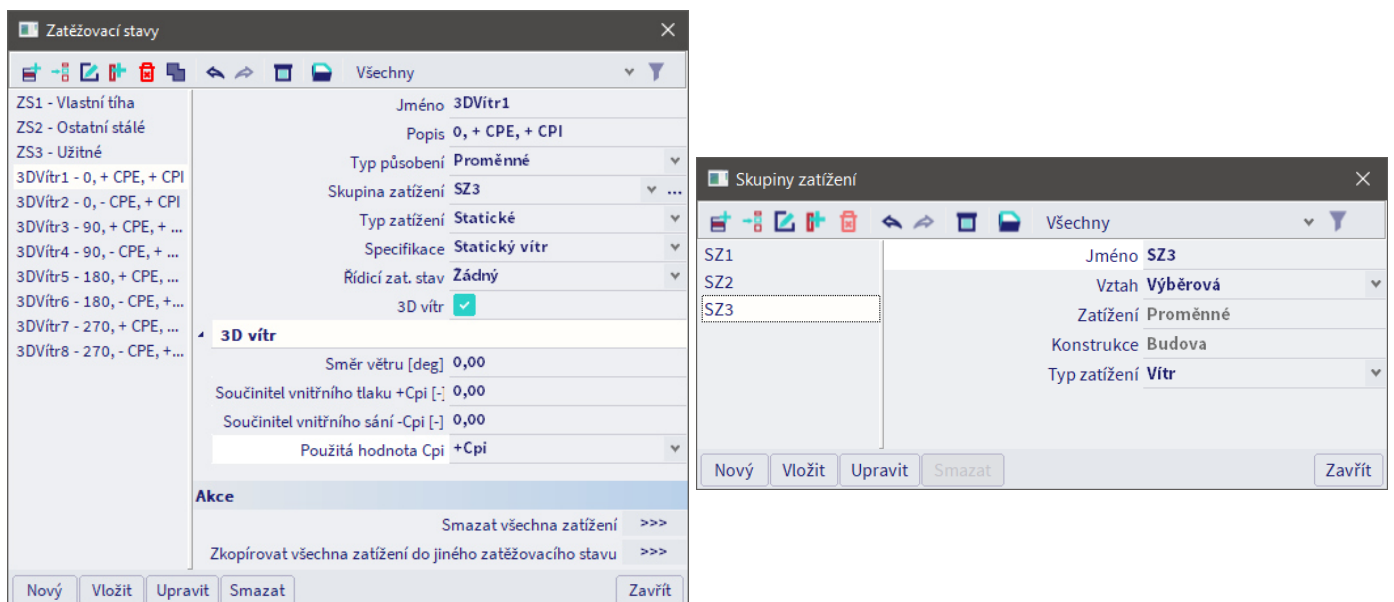 Zatěžovací stavy
Všechny
ZS1 - Vlastní tíha
ZS2 - Ostatní stálé
ZS3 - Užitné
3DVítr1 - 0, + CPE, + CPI
3DVítr2 - 0, - CPE, + CPI
3DVítr3 - 90, + CPE, + ...
3DVítr4 - 90, - CPE, + ...
3DVítr5 - 180, + CPE, ...
3DVítr6 - 180, - CPE, +...
3DVítr7 - 270, + CPE, ...
3DVítr8 - 270, - CPE, +...
Jméno 3DVítr1
Popis 0, + CPE, + CPI
Typ působení Proměnné
Skupina zatížení SZ3 ...
Typ zatížení Statické
Specifikace Statický vítr
Řídicí zat. stav Žádný
3D vítr
3D vítr
Směr větru [deg] 0,00
Součinitel vnitřního tlaku +Cpi [-] 0,00
Součinitel vnitřního sání -Cpi [-] 0,00
Použitá hodnota Cpi +Cpi
Akce
Smazat všechna zatížení >>>
Zkopírovat všechna zatížení do jiného zatěžovacího stavu >>>
Nový Vložit Upravit Smazat Zavřít
Skupiny zatížení
Všechny
SZ1
SZ2
SZ3
Jméno SZ3
Vztah Výběrová
Zatížení Proměnné
Konstrukce Budova
Typ zatížení Vítr
Nový Vložit Upravit Smazat Zavřít